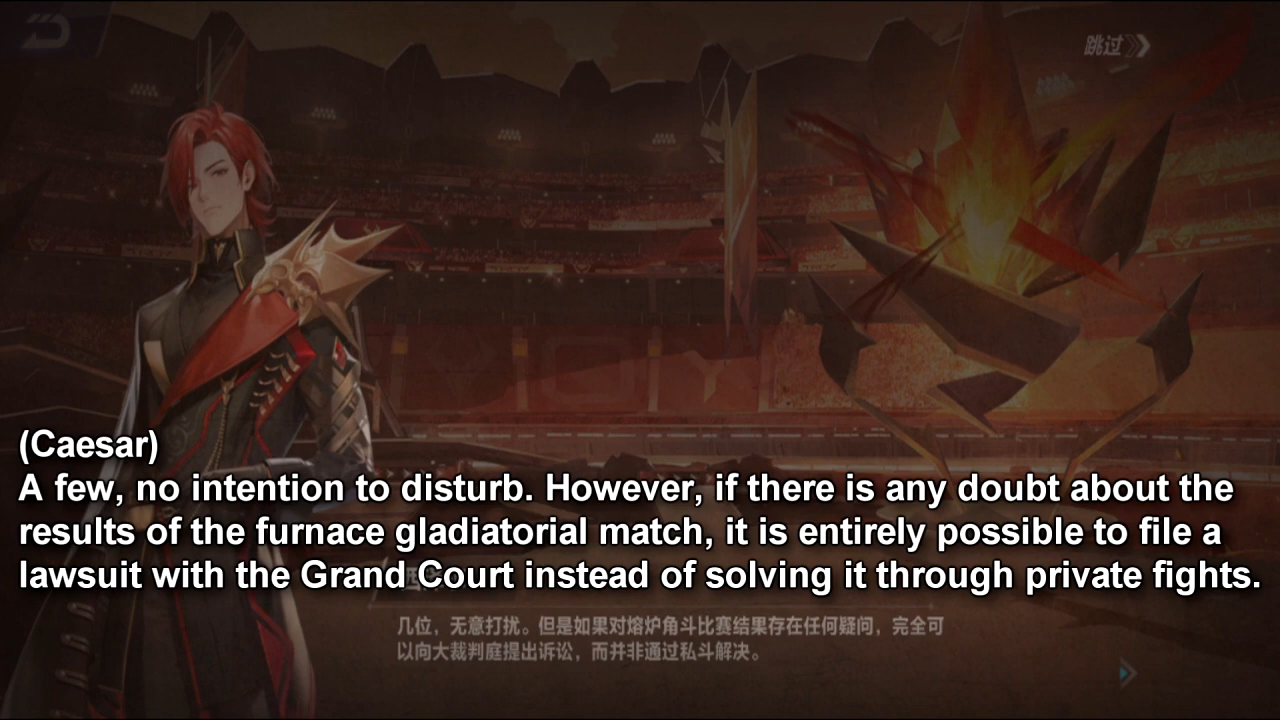 跳过
(Caesar)
A few, no intention to disturb. However, if there is any doubt about the
results of the furnace gladiatorial match, it is entirely possible to file a
lawsuit with the Grand Court instead of solving it through private fights.
几位，无意打扰。但是如果对熔炉角斗比赛结果存在任何疑问，完全可
以向大裁判庭提出诉讼，而并非通过私斗解决。